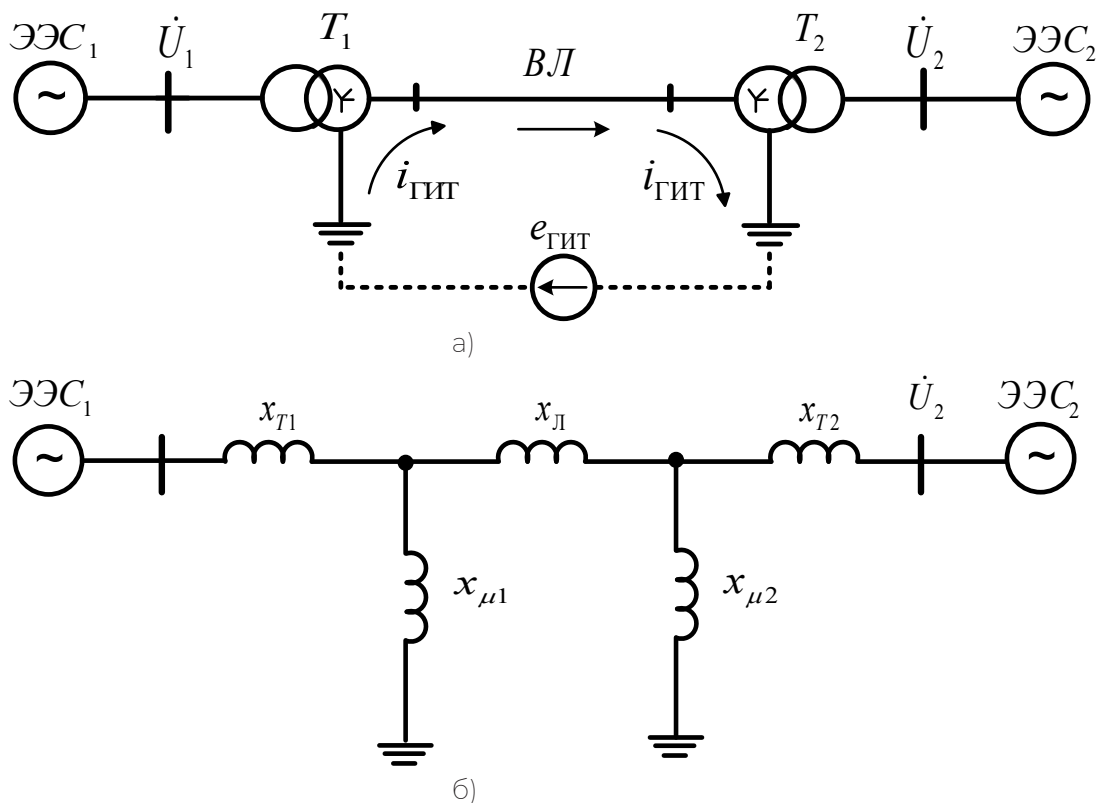 ЭЭС₁ U̇₁ T₁ ВЛ T₂ U̇₂ ЭЭС₂
~ ~
iГИТ iГИТ
eГИТ
а)
ЭЭС₁ xT1 xЛ xT2 U̇₂ ЭЭС₂
~ ~
xμ1 xμ2
б)